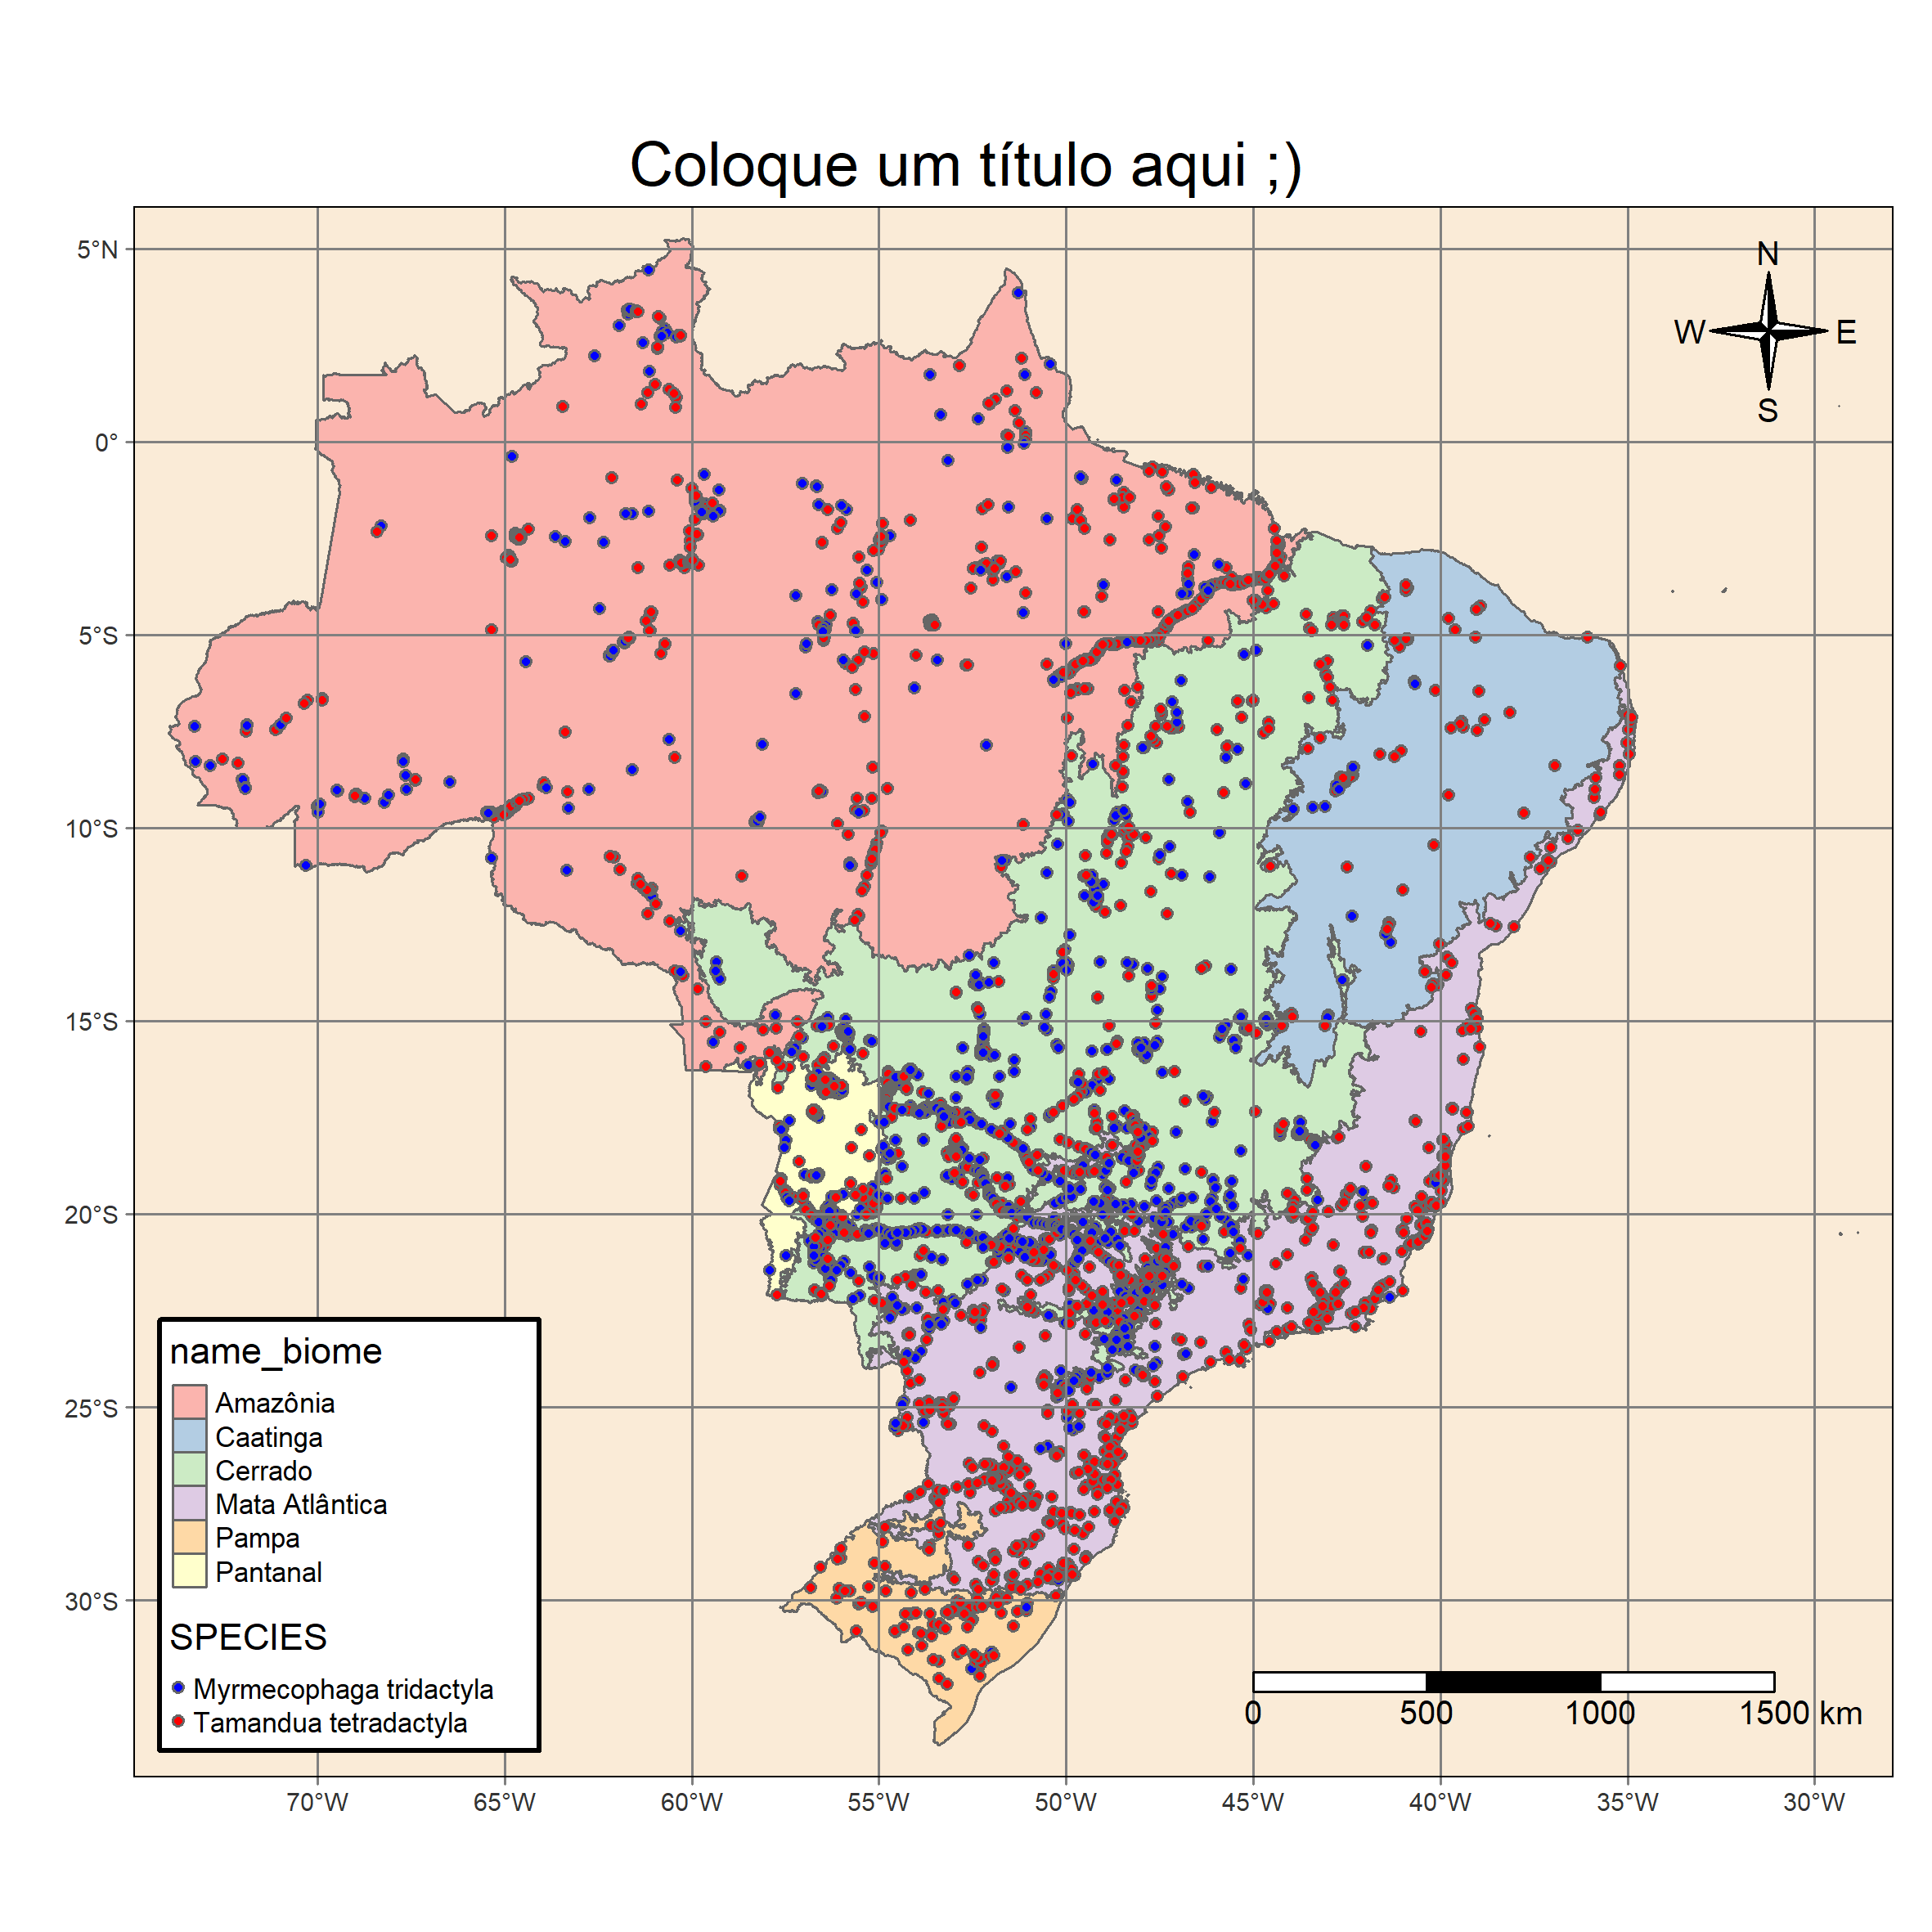 Coloque um título aqui ;)
5°N
0°
5°S
10°S
15°S
20°S
25°S
30°S
N
W E
S
name_biome
Amazônia
Caatinga
Cerrado
Mata Atlântica
Pampa
Pantanal
SPECIES
Myrmecophaga tridactyla
Tamandua tetradactyla
0 500 1000 1500 km
70°W 65°W 60°W 55°W 50°W 45°W 40°W 35°W 30°W